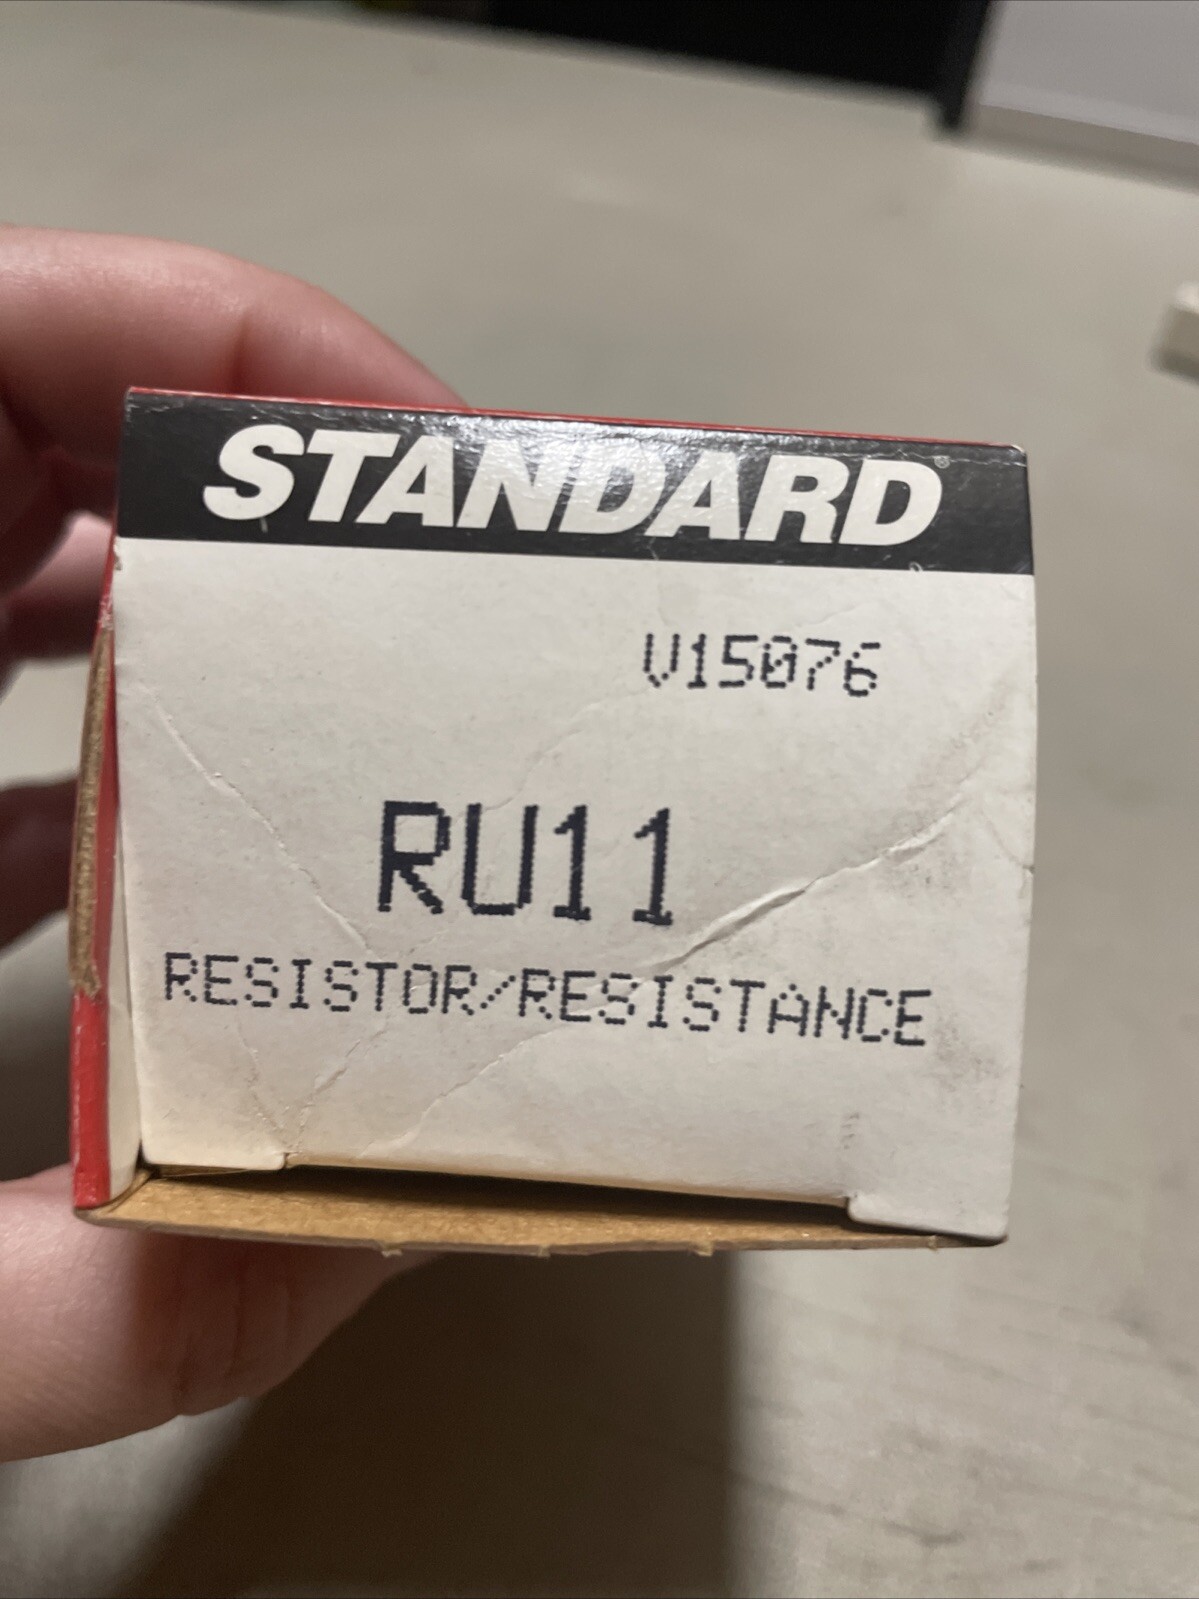 STANDARD®
V15076
RU11
RESISTOR/RESISTANCE